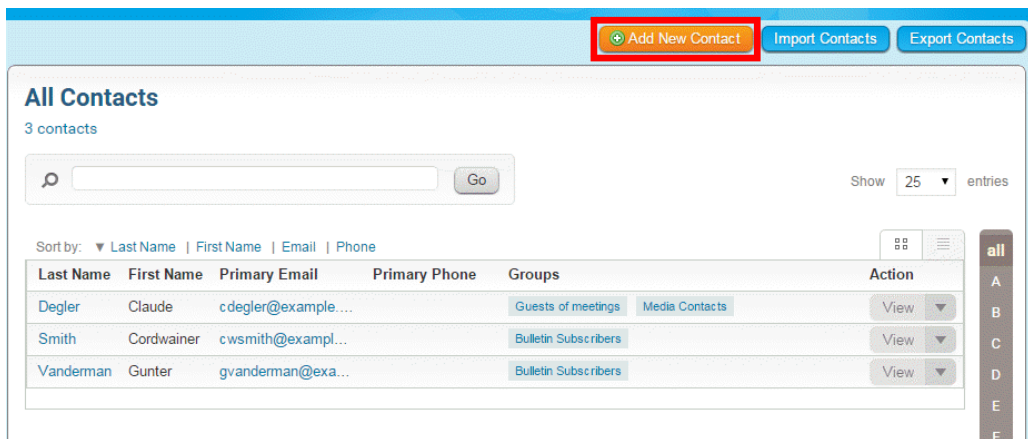 Add New Contact Import Contacts Export Contacts
All Contacts
3 contacts
Go
Show 25 ▼ entries
Sort by: ▼ Last Name | First Name | Email | Phone
all
Last Name First Name Primary Email Primary Phone Groups Action
A
Degler Claude cdegler@example.... Guests of meetings Media Contacts View ▼
B
Smith Cordwainer cwsmith@exampl... Bulletin Subscribers View ▼
C
Vanderman Gunter gvanderman@exa... Bulletin Subscribers View ▼
D
E